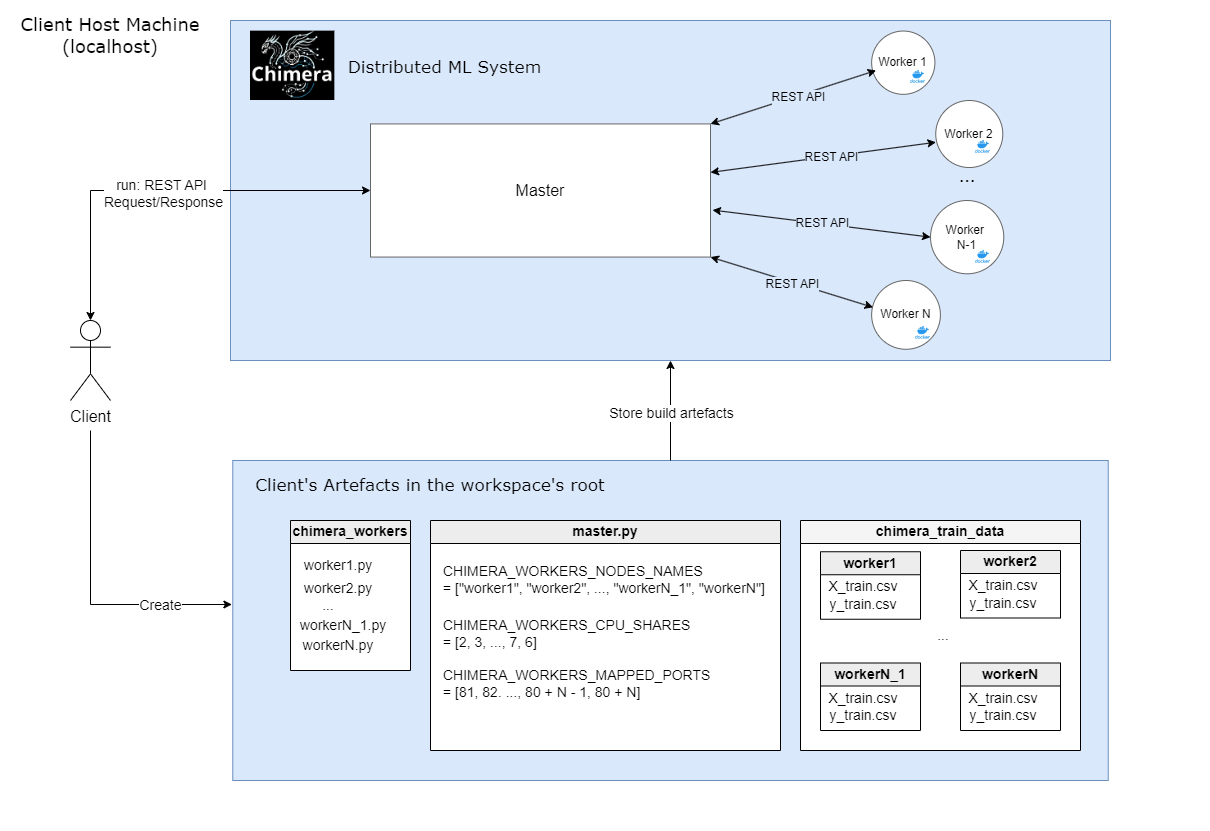 Client Host Machine
(localhost)
Chimera
Distributed ML System
Worker 1
docker
REST API
Worker 2
docker
REST API
...
Master
run: REST API
Request/Response
REST API
Worker
N-1
docker
REST API
Worker N
docker
Client
Store build artefacts
Client's Artefacts in the workspace's root
chimera_workers
worker1.py
worker2.py
...
workerN_1.py
workerN.py
master.py
CHIMERA_WORKERS_NODES_NAMES
= ["worker1", "worker2", ..., "workerN_1", "workerN"]
CHIMERA_WORKERS_CPU_SHARES
= [2, 3, ..., 7, 6]
CHIMERA_WORKERS_MAPPED_PORTS
= [81, 82. ..., 80 + N - 1, 80 + N]
chimera_train_data
worker1
X_train.csv
y_train.csv
worker2
X_train.csv
y_train.csv
...
workerN_1
X_train.csv
y_train.csv
workerN
X_train.csv
y_train.csv
Create